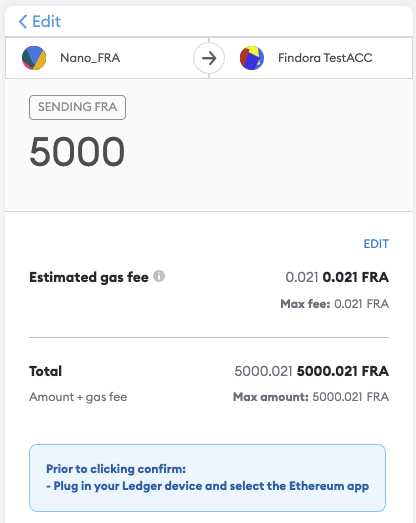 Edit
Nano_FRA
Findora TestACC
SENDING FRA
5000
EDIT
Estimated gas fee 0.021 0.021 FRA
Max fee: 0.021 FRA
Total 5000.021 5000.021 FRA
Amount + gas fee Max amount: 5000.021 FRA
Prior to clicking confirm:
- Plug in your Ledger device and select the Ethereum app